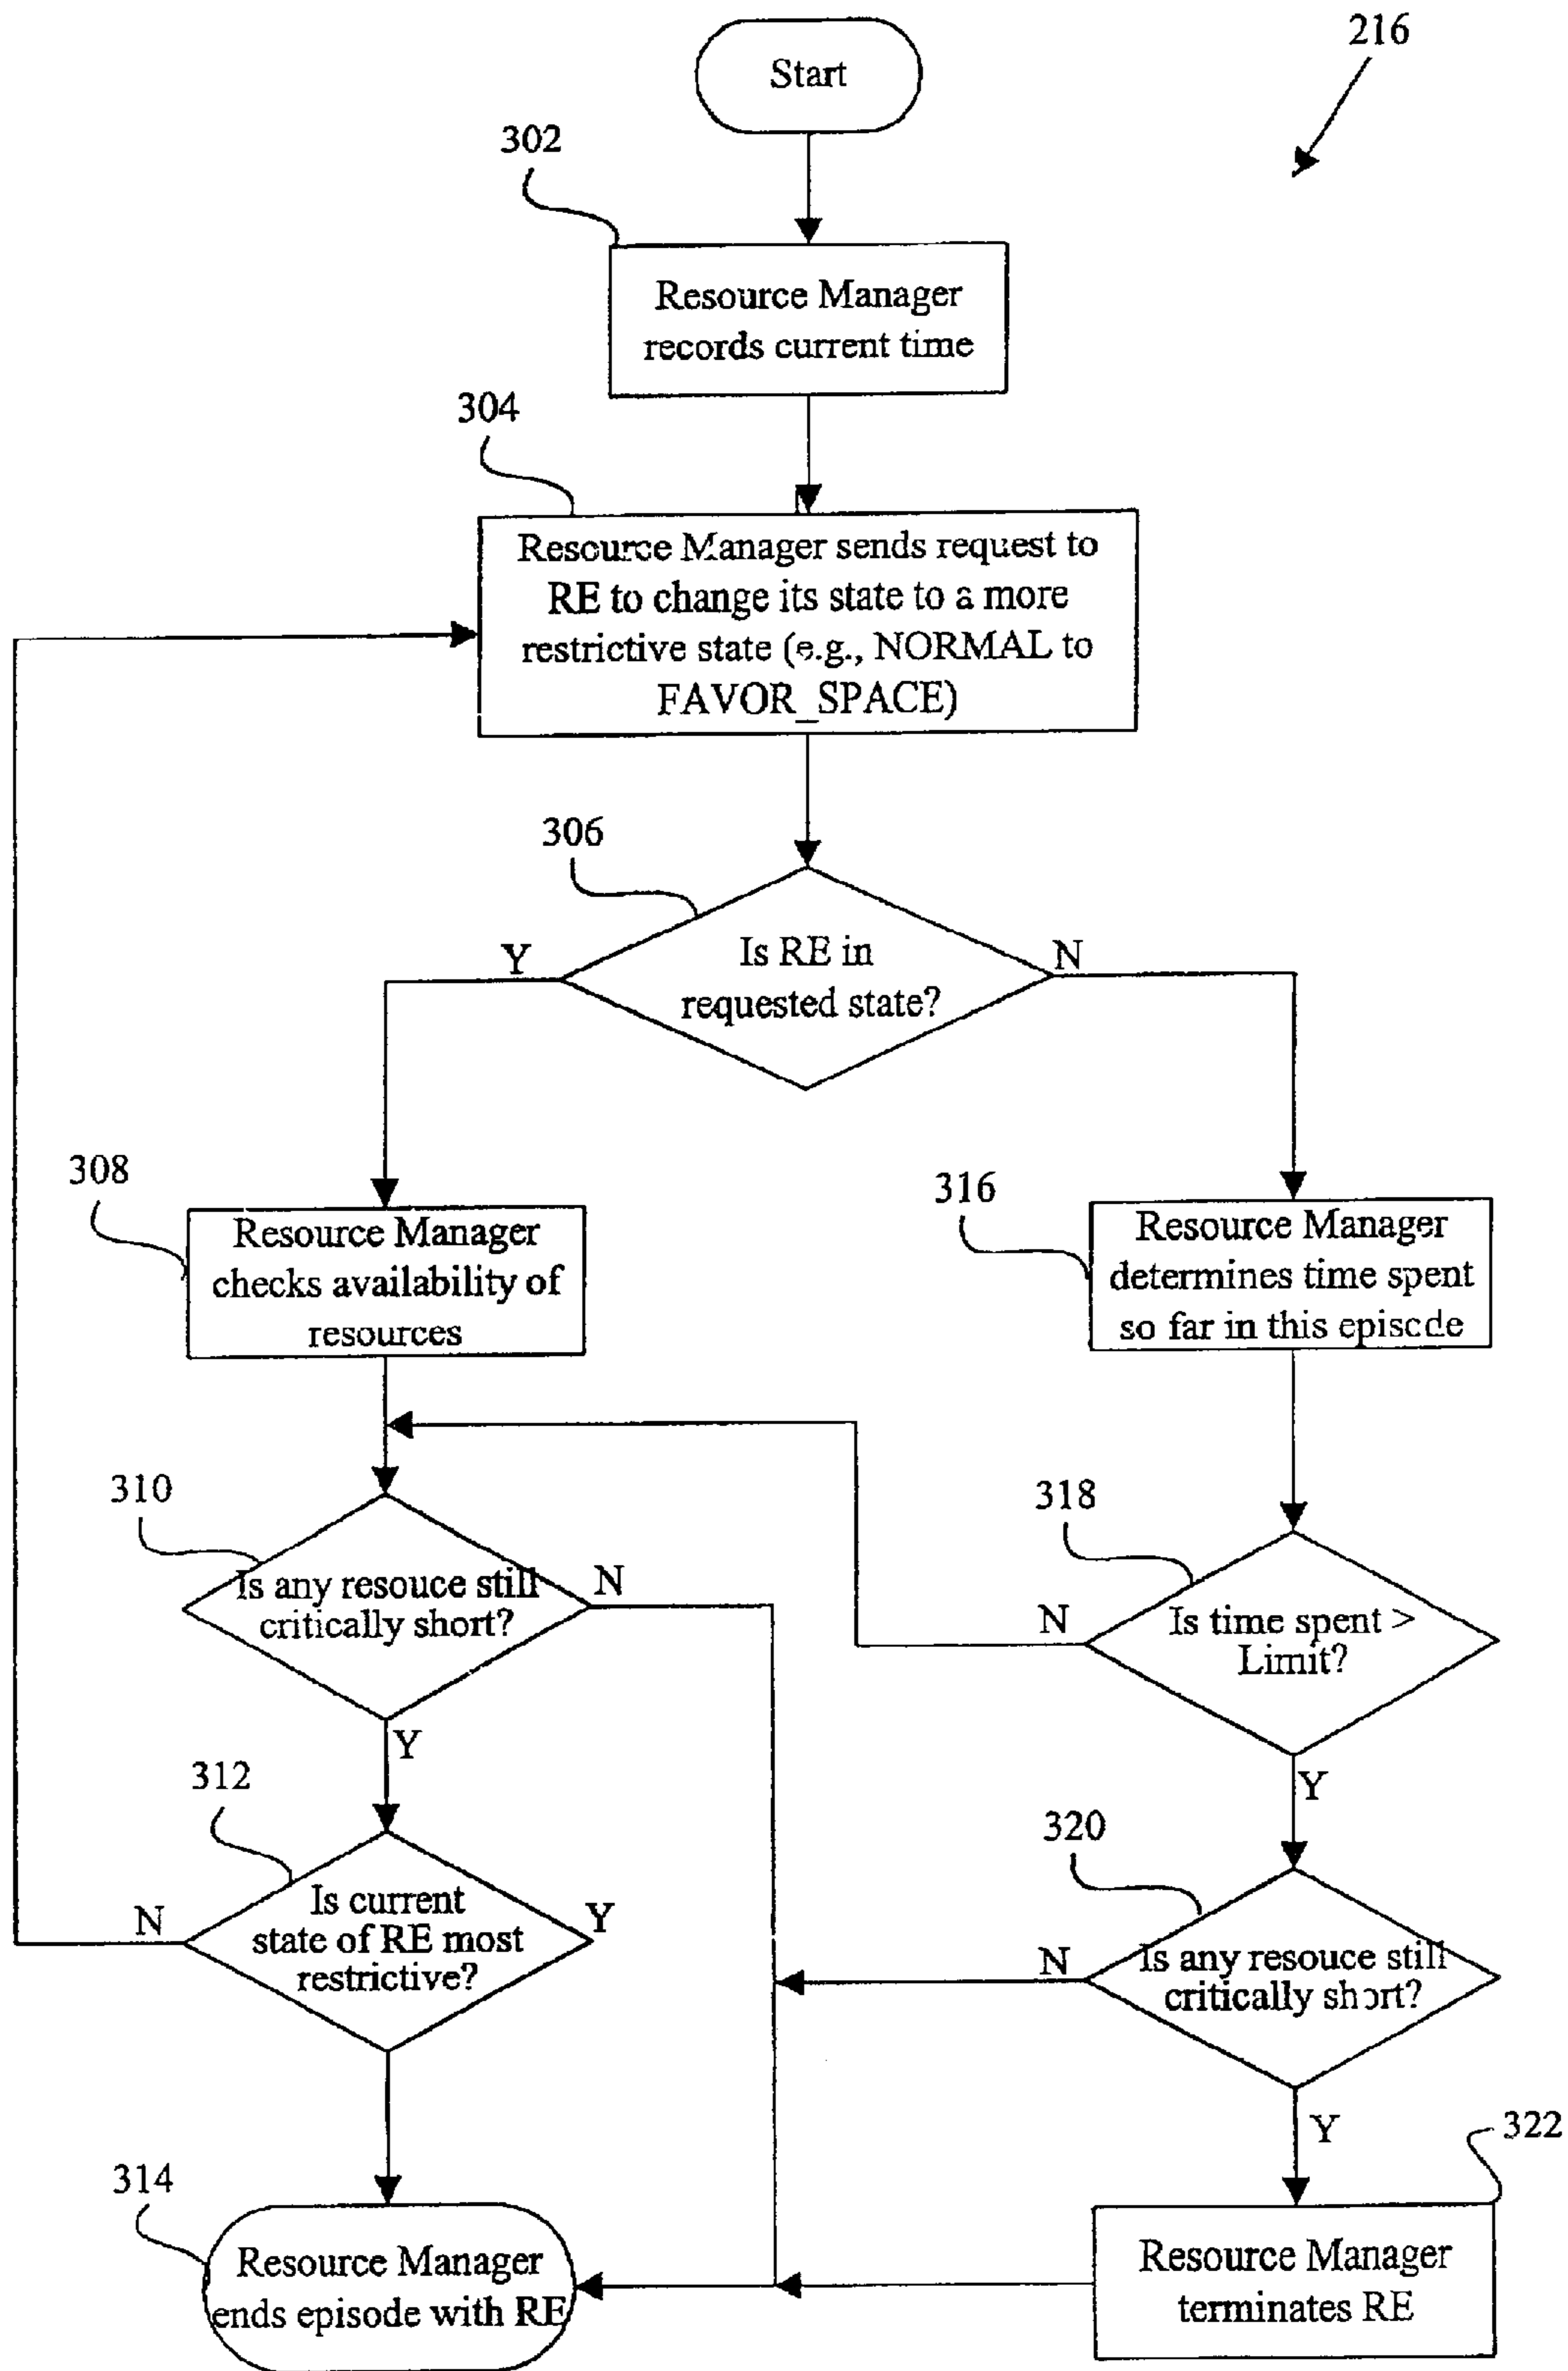 216
Start
302
Resource Manager
records current time
304
Resource Manager sends request to
RE to change its state to a more
restrictive state (e.g., NORMAL to
FAVOR_SPACE)
306
Y
Is RE in
requested state?
N
308
Resource Manager
checks availability of
resources
316
Resource Manager
determines time spent
so far in this episode
310
Is any resouce still
critically short?
N
Y
318
N
Is time spent >
Limit?
Y
312
N
Is current
state of RE most
restrictive?
Y
320
N
Is any resouce still
critically short?
Y
314
Resource Manager
ends episode with RE
322
Resource Manager
terminates RE